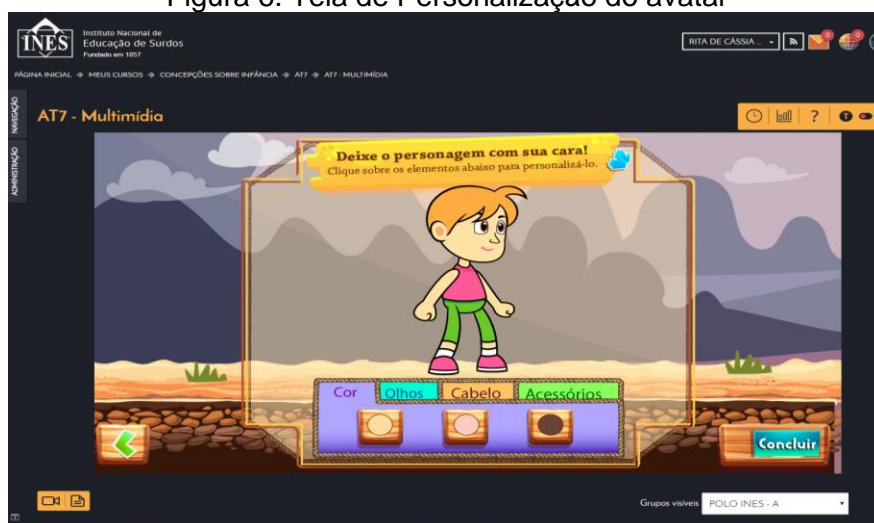 Figura 6. Tela de Personalização do avatar
INES
Instituto Nacional de
Educação de Surdos
Fundado em 1857
RITA DE CÁSSIA ...
0
0
PÁGINA INICIAL
MEUS CURSOS
CONCEPÇÕES SOBRE INFÂNCIA
AT7
AT7 - MULTIMÍDIA
NAVEGAÇÃO
ADMINISTRAÇÃO
AT7 - Multimídia
?
T
Deixe o personagem com sua cara!
Clique sobre os elementos abaixo para personalizá-lo.
Cor
Olhos
Cabelo
Acessórios
Concluir
Grupos visíveis
POLO INES - A